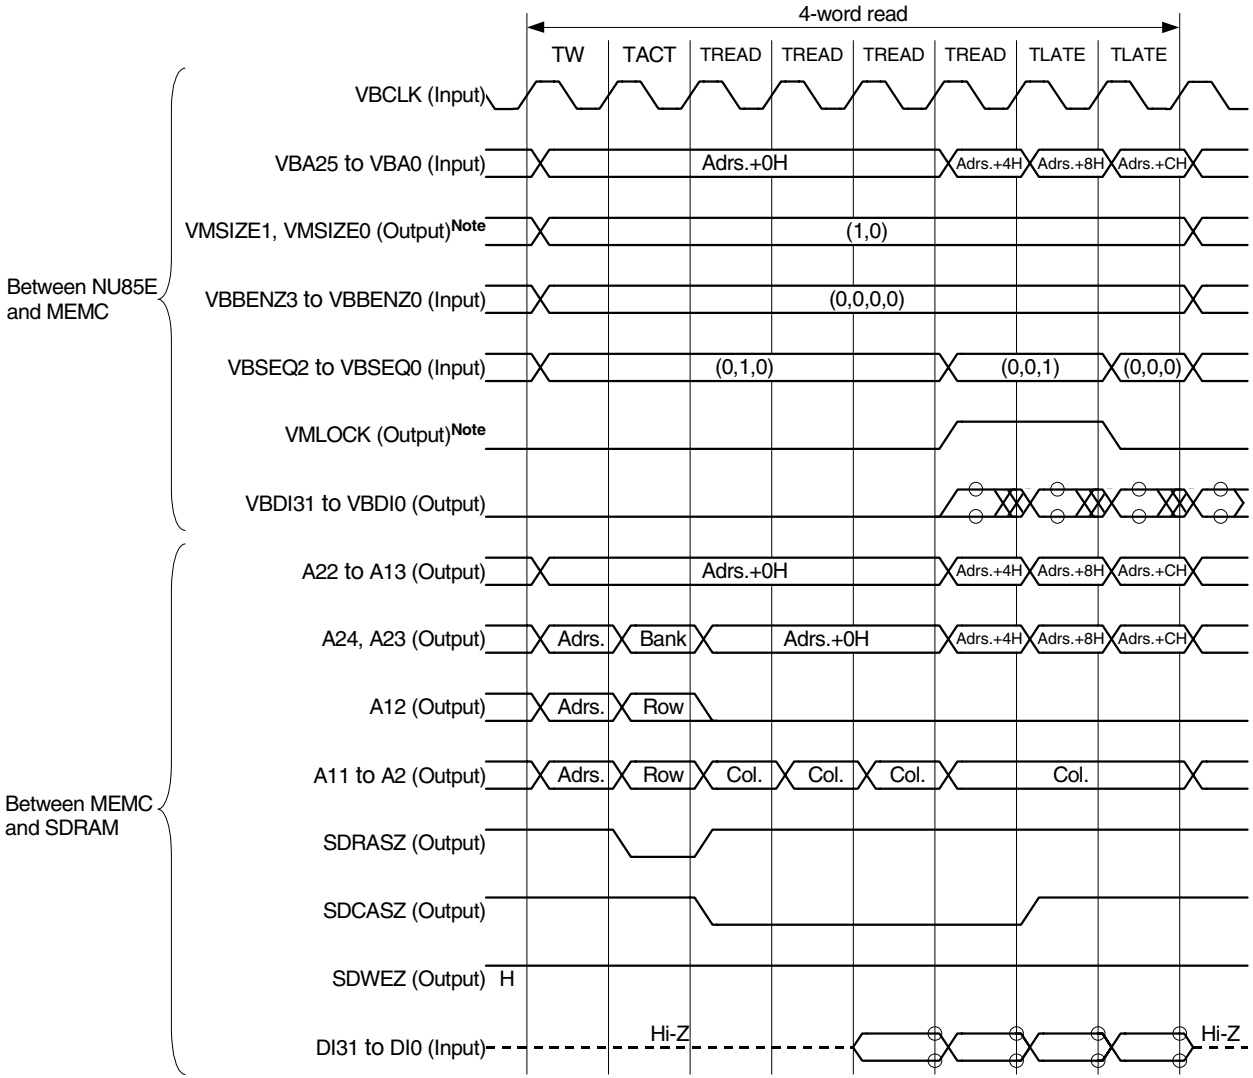 4-word read
TW TACT TREAD TREAD TREAD TREAD TLATE TLATE
VBCLK (Input)
VBA25 to VBA0 (Input) Adrs.+0H Adrs.+4H Adrs.+8H Adrs.+CH
VMSIZE1, VMSIZE0 (Output)Note (1,0)
Between NU85E
and MEMC
VBBENZ3 to VBBENZ0 (Input) (0,0,0,0)
VBSEQ2 to VBSEQ0 (Input) (0,1,0) (0,0,1) (0,0,0)
VMLOCK (Output)Note
VBDI31 to VBDI0 (Output)
A22 to A13 (Output) Adrs.+0H Adrs.+4H Adrs.+8H Adrs.+CH
A24, A23 (Output) Adrs. Bank Adrs.+0H Adrs.+4H Adrs.+8H Adrs.+CH
A12 (Output) Adrs. Row
A11 to A2 (Output) Adrs. Row Col. Col. Col. Col.
Between MEMC
and SDRAM
SDRASZ (Output)
SDCASZ (Output)
SDWEZ (Output) H
DI31 to DI0 (Input) Hi-Z Hi-Z